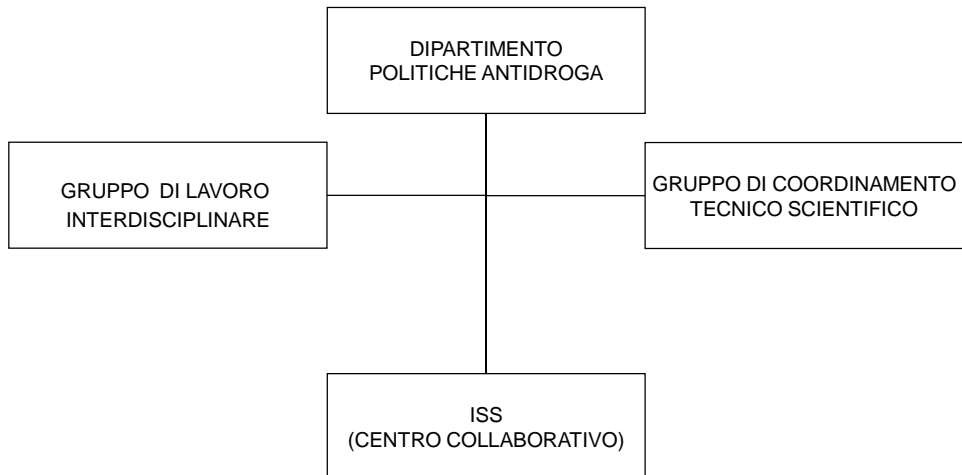 DIPARTIMENTO
POLITICHE ANTIDROGA
GRUPPO DI LAVORO
INTERDISCIPLINARE
GRUPPO DI COORDINAMENTO
TECNICO SCIENTIFICO
ISS
(CENTRO COLLABORATIVO)